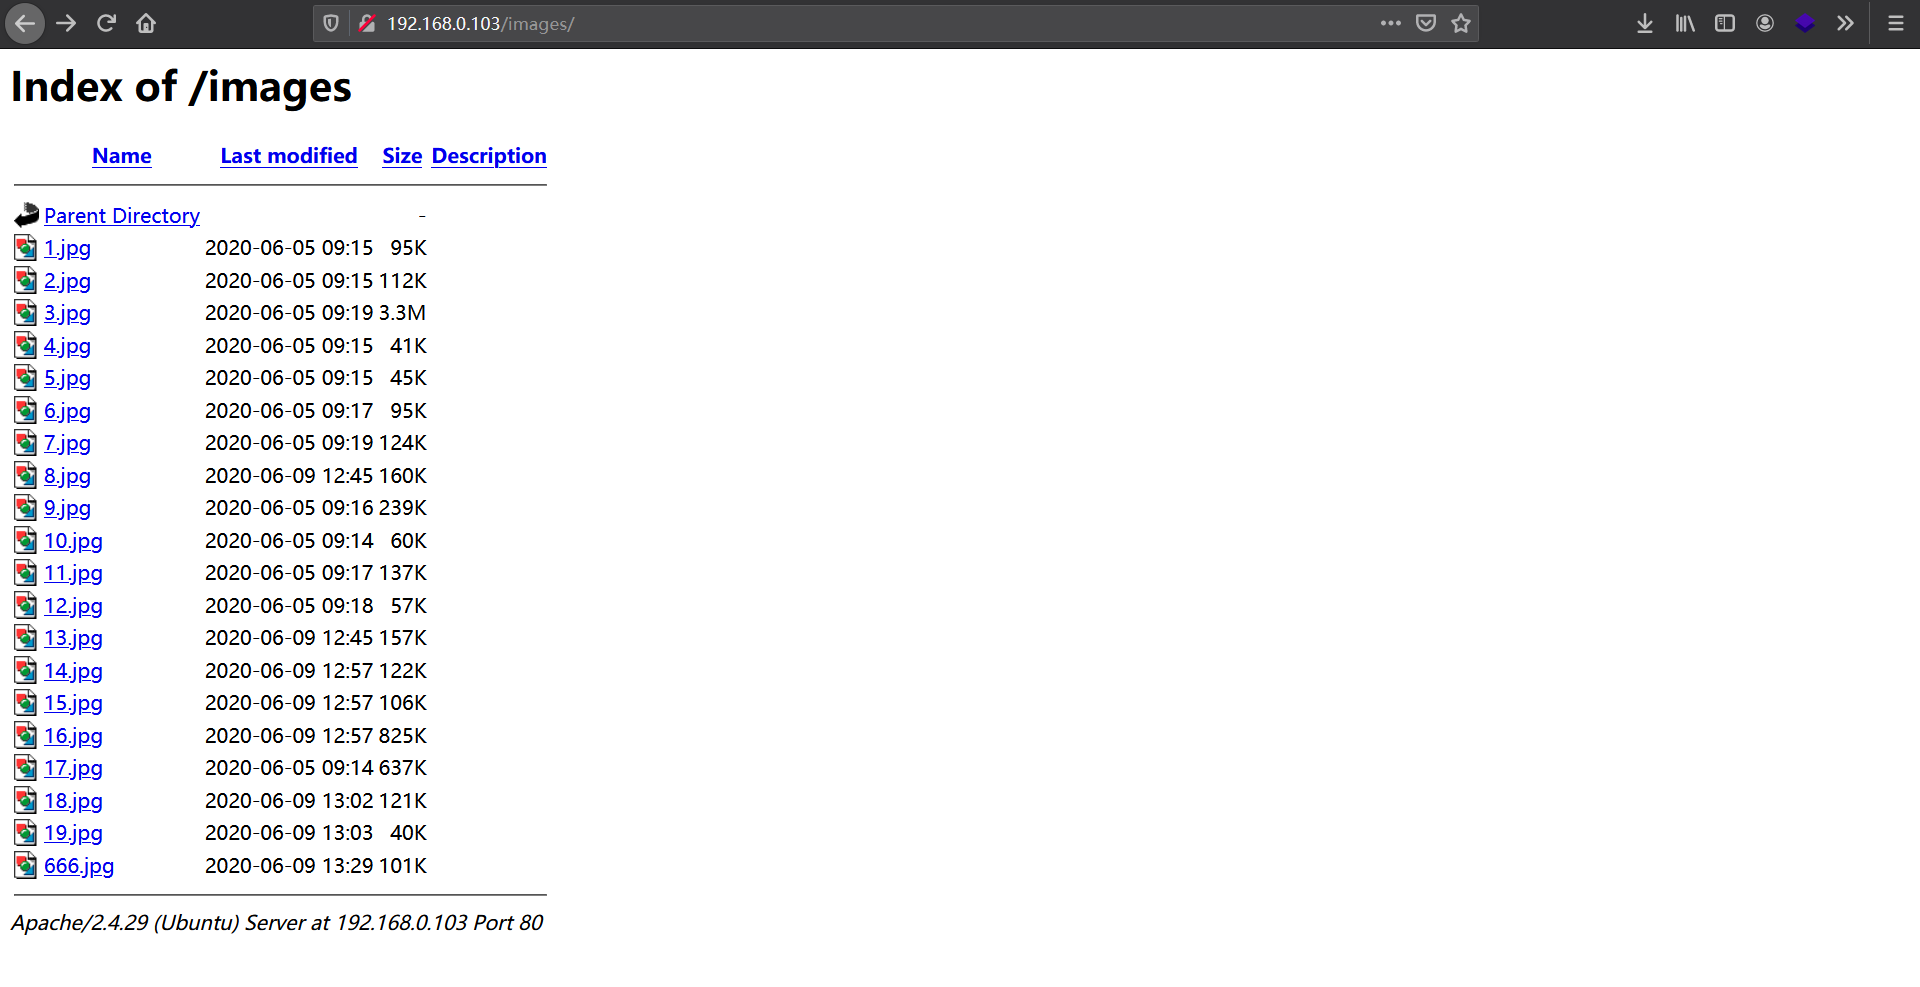 192.168.0.103/images/
Index of /images
Name Last modified Size Description
Parent Directory -
1.jpg 2020-06-05 09:15 95K
2.jpg 2020-06-05 09:15 112K
3.jpg 2020-06-05 09:19 3.3M
4.jpg 2020-06-05 09:15 41K
5.jpg 2020-06-05 09:15 45K
6.jpg 2020-06-05 09:17 95K
7.jpg 2020-06-05 09:19 124K
8.jpg 2020-06-09 12:45 160K
9.jpg 2020-06-05 09:16 239K
10.jpg 2020-06-05 09:14 60K
11.jpg 2020-06-05 09:17 137K
12.jpg 2020-06-05 09:18 57K
13.jpg 2020-06-09 12:45 157K
14.jpg 2020-06-09 12:57 122K
15.jpg 2020-06-09 12:57 106K
16.jpg 2020-06-09 12:57 825K
17.jpg 2020-06-05 09:14 637K
18.jpg 2020-06-09 13:02 121K
19.jpg 2020-06-09 13:03 40K
666.jpg 2020-06-09 13:29 101K
Apache/2.4.29 (Ubuntu) Server at 192.168.0.103 Port 80